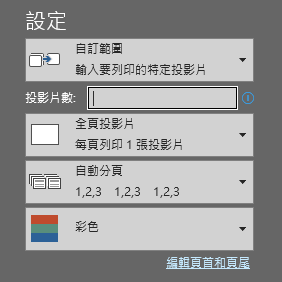 設定
自訂範圍
輸入要列印的特定投影片
投影片數:
全頁投影片
每頁列印 1 張投影片
自動分頁
1,2,3 1,2,3 1,2,3
彩色
編輯頁首和頁尾